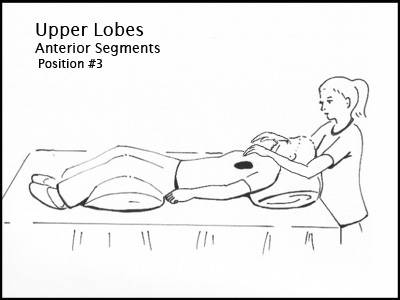 Upper Lobes
Anterior Segments
Position #3